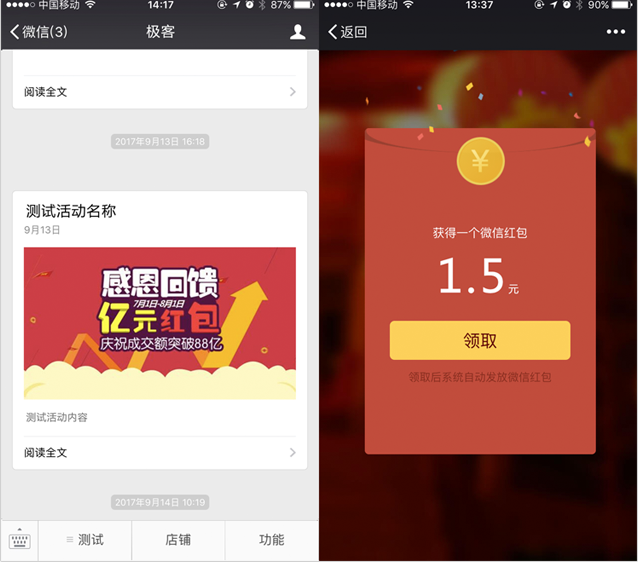 中国移动 14:17 87%
微信(3) 极客
阅读全文
2017年9月13日 16:18
测试活动名称
9月13日
感恩回馈
7月1日-8月1日
亿元红包
庆祝成交额突破88亿
测试活动内容
阅读全文
2017年9月14日 10:19
测试 店铺 功能
中国移动 13:37 90%
返回
¥
获得一个微信红包
1.5元
领取
领取后系统自动发放微信红包